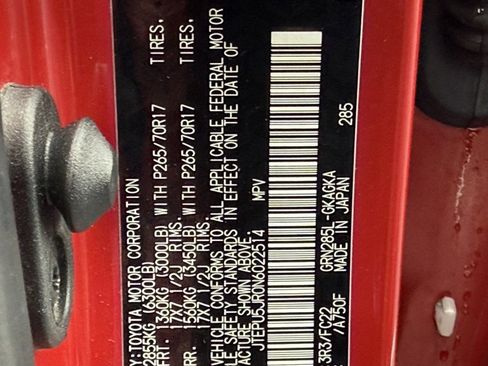 Y:TOYOTA MOTOR CORPORATION
2855KG (6300LB)
FRT. 1360KG (3000LB) WITH P265/70R17 TIRES.
17X7 1/2J RIMS.
RR. 1560KG (3450LB) WITH P265/70R17 TIRES.
17X7 1/2J RIMS.
VEHICLE CONFORMS TO ALL APPLICABLE FEDERAL MOTOR
LE SAFETY STANDARDS IN EFFECT ON THE DATE OF
ACTURE SHOWN ABOVE.
JTEPU5JR0N6022514 MPV
3R3/FC22 GRN285L-GKAGKA
/A750F MADE IN JAPAN
285